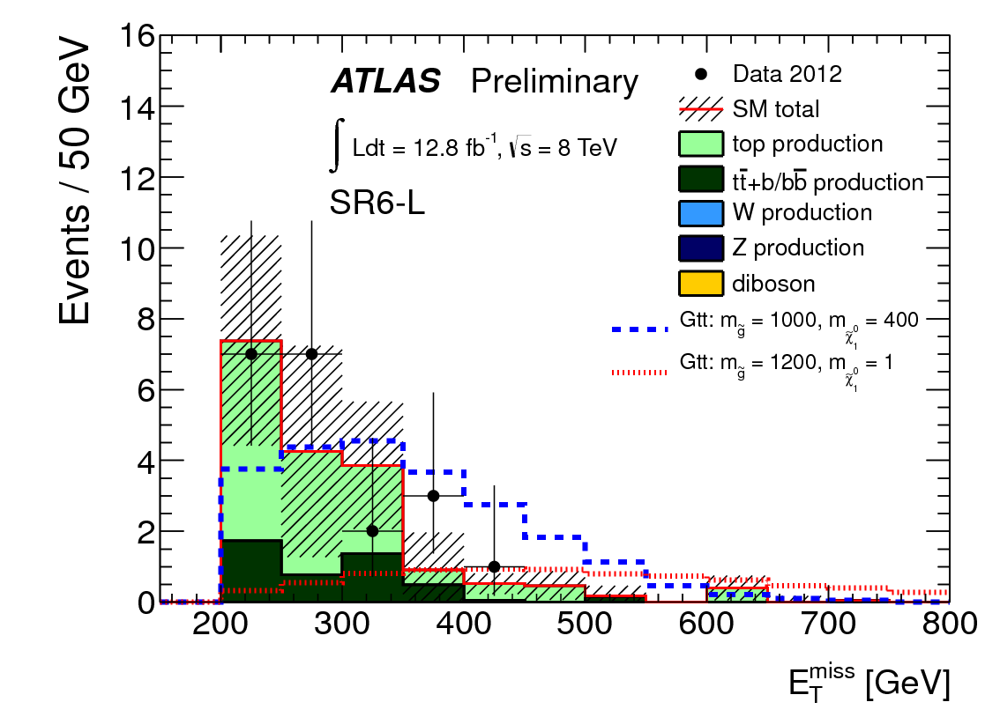 Events / 50 GeV
16
14
12
10
8
6
4
2
0
ATLAS Preliminary
∫ Ldt = 12.8 fb⁻¹, √s = 8 TeV
SR6-L
Data 2012
SM total
top production
tt̄+b/bb̄ production
W production
Z production
diboson
Gtt: m_g̃ = 1000, m_χ̃₁⁰ = 400
Gtt: m_g̃ = 1200, m_χ̃₁⁰ = 1
200 300 400 500 600 700 800
E_T^miss [GeV]